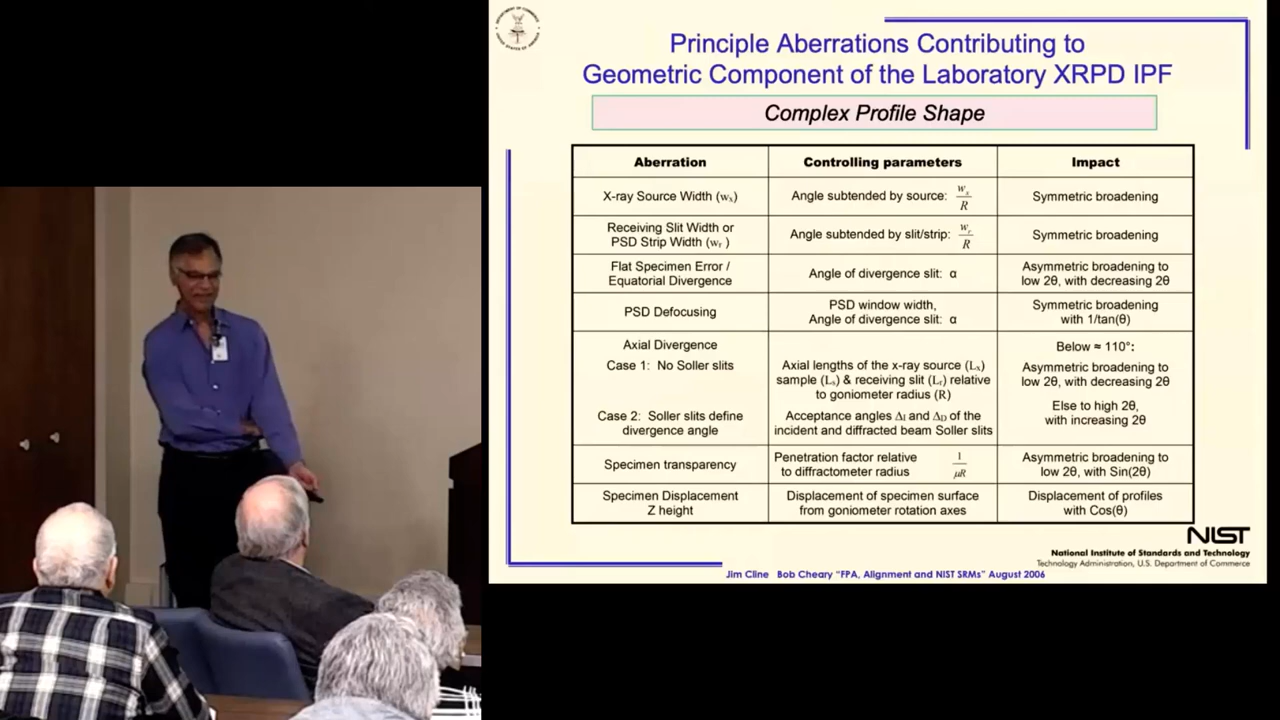 DEPARTMENT OF COMMERCE
UNITED STATES OF AMERICA
Principle Aberrations Contributing to
Geometric Component of the Laboratory XRPD IPF
Complex Profile Shape
Aberration Controlling parameters Impact
X-ray Source Width (wx) Angle subtended by source: wx/R Symmetric broadening
Receiving Slit Width or
PSD Strip Width (wr ) Angle subtended by slit/strip: wr/R Symmetric broadening
Flat Specimen Error /
Equatorial Divergence Angle of divergence slit: α Asymmetric broadening to
low 2θ, with decreasing 2θ
PSD Defocusing PSD window width,
Angle of divergence slit: α Symmetric broadening
with 1/tan(θ)
Axial Divergence Below ≈ 110°:
Case 1: No Soller slits Axial lengths of the x-ray source (Lx)
sample (Ls) & receiving slit (Lr) relative
to goniometer radius (R) Asymmetric broadening to
low 2θ, with decreasing 2θ
Case 2: Soller slits define
divergence angle Acceptance angles ΔI and ΔD of the
incident and diffracted beam Soller slits Else to high 2θ,
with increasing 2θ
Specimen transparency Penetration factor relative
to diffractometer radius 1/μR Asymmetric broadening to
low 2θ, with Sin(2θ)
Specimen Displacement
Z height Displacement of specimen surface
from goniometer rotation axes Displacement of profiles
with Cos(θ)
NIST
National Institute of Standards and Technology
Technology Administration, U.S. Department of Commerce
Jim Cline Bob Cheary "FPA, Alignment and NIST SRMs" August 2006